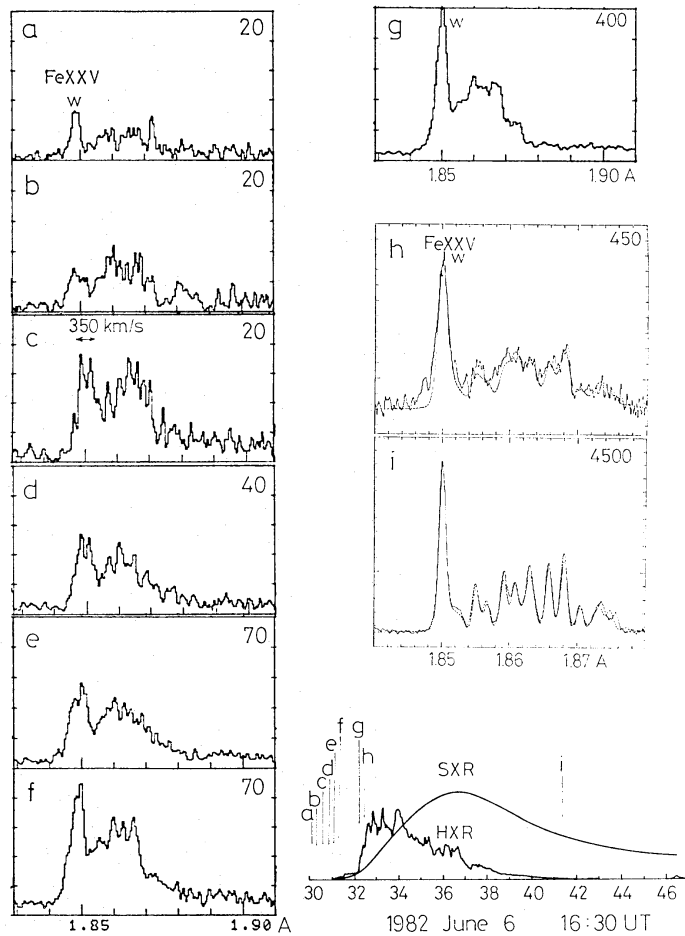 a 20
FeXXV
w
b 20
350 km/s
c 20
d 40
e 70
f 70
1.85 1.90 A
g w 400
1.85 1.90 A
h FeXXV 450
w
i 4500
1.85 1.86 1.87 A
a b c d e f g h i
SXR
HXR
30 32 34 36 38 40 42 44 46
1982 June 6 16:30 UT